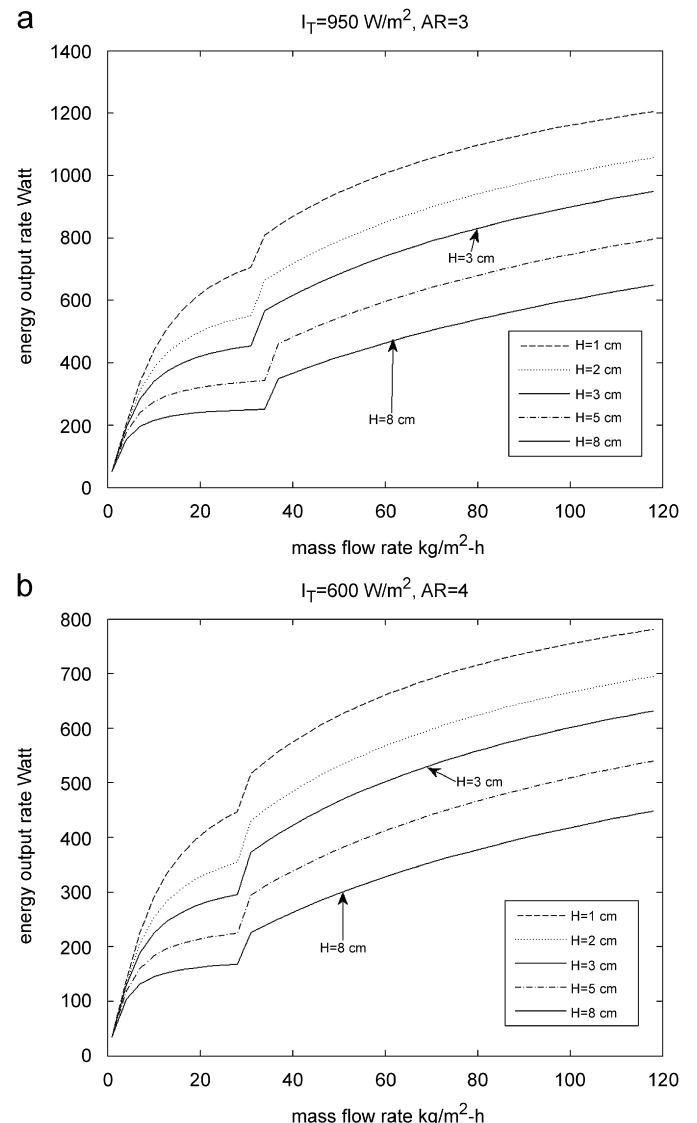 a
I_T=950 W/m², AR=3
1400
1200
1000
800
600
400
200
0
energy output rate Watt
H=3 cm
H=8 cm
H=1 cm
H=2 cm
H=3 cm
H=5 cm
H=8 cm
0 20 40 60 80 100 120
mass flow rate kg/m²-h
b
I_T=600 W/m², AR=4
800
700
600
500
400
300
200
100
0
energy output rate Watt
H=3 cm
H=8 cm
H=1 cm
H=2 cm
H=3 cm
H=5 cm
H=8 cm
0 20 40 60 80 100 120
mass flow rate kg/m²-h